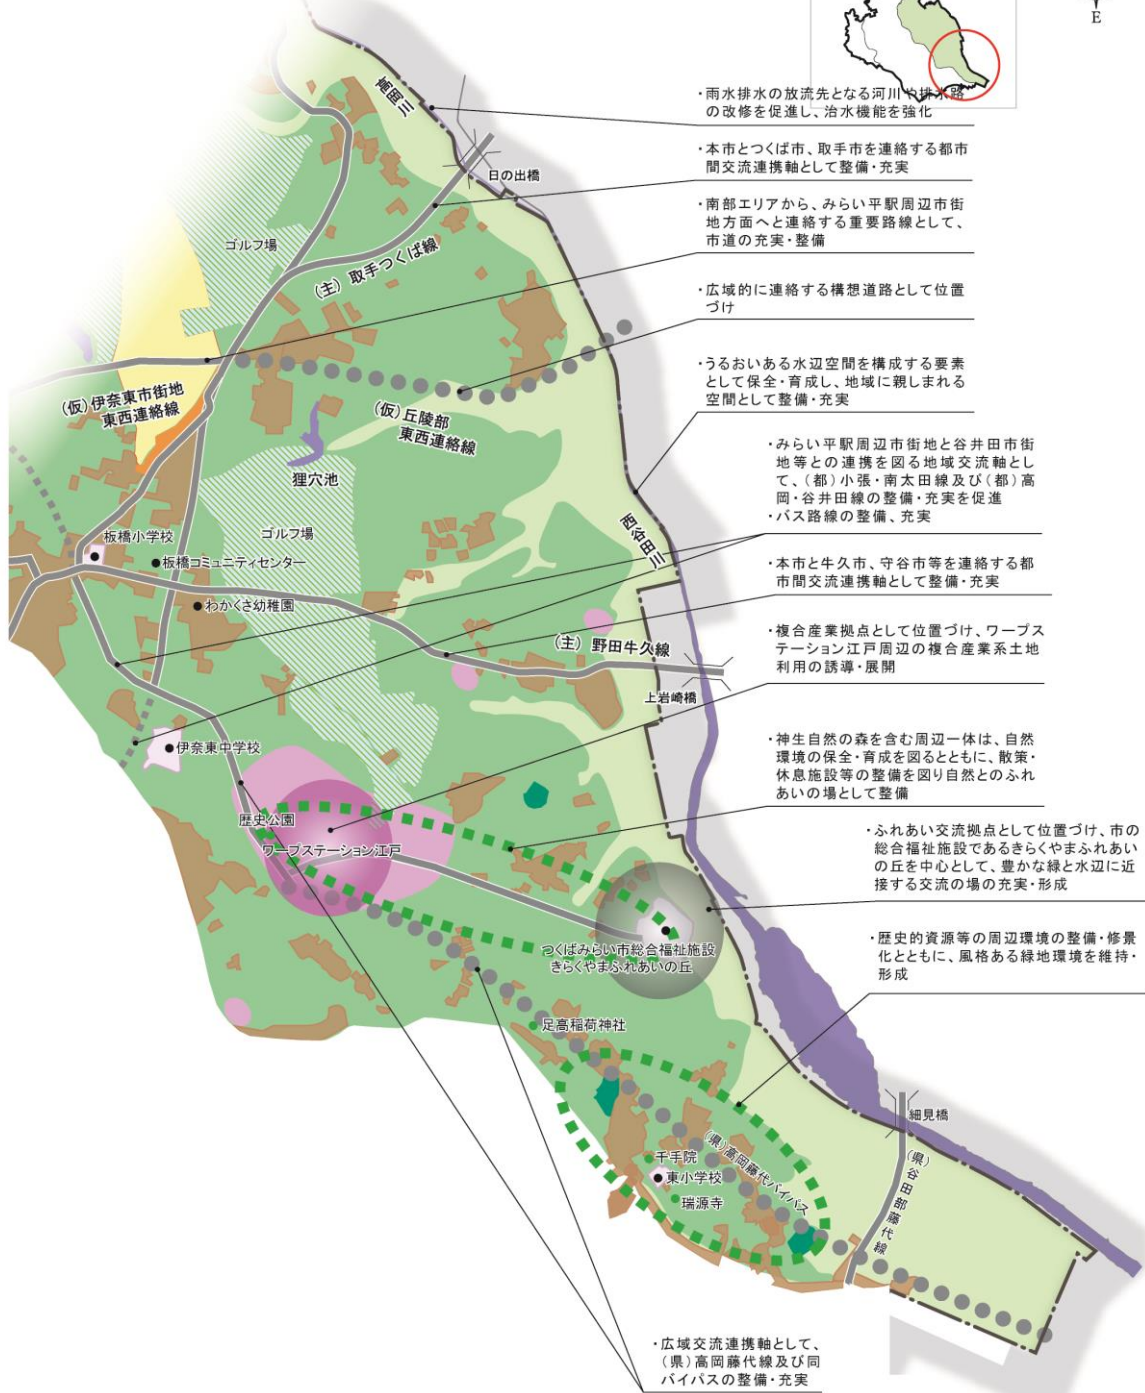 E
高岡川
・雨水排水の放流先となる河川や排水路
の改修を促進し、治水機能を強化
・本市とつくば市、取手市を連絡する都市
間交流連携軸として整備・充実
日の出橋
・南部エリアから、みらい平駅周辺市街
地方面へと連絡する重要路線として、
市道の充実・整備
ゴルフ場
(主) 取手つくば線
・広域的に連絡する構想道路として位置
づけ
・うるおいある水辺空間を構成する要素
として保全・育成し、地域に親しまれる
空間として整備・充実
(仮)伊奈東市街地
東西連絡線
(仮)丘陵部
東西連絡線
・みらい平駅周辺市街地と谷井田市街
地等との連携を図る地域交流軸とし
て、(都)小張・南太田線及び(都)高
岡・谷井田線の整備・充実を促進
・バス路線の整備、充実
狸穴池
ゴルフ場
西谷田川
板橋小学校
板橋コミュニティセンター
・本市と牛久市、守谷市等を連絡する都
市間交流連携軸として整備・充実
わかくさ幼稚園
・複合産業拠点として位置づけ、ワープス
テーション江戸周辺の複合産業系土地
利用の誘導・展開
(主) 野田牛久線
上岩崎橋
伊奈東中学校
・神生自然の森を含む周辺一体は、自然
環境の保全・育成を図るとともに、散策・
休息施設等の整備を図り自然とのふれ
あいの場として整備
歴史公園
ワープステーション江戸
・ふれあい交流拠点として位置づけ、市の
総合福祉施設であるきらくやまふれあい
の丘を中心として、豊かな緑と水辺に近
接する交流の場の充実・形成
つくばみらい市総合福祉施設
きらくやまふれあいの丘
・歴史的資源等の周辺環境の整備・修景
化とともに、風格ある緑地環境を維持・
形成
足高稲荷神社
細見橋
(県)高岡藤代バイパス
千手院
東小学校
瑞源寺
(県)谷田部藤代線
・広域交流連携軸として、
(県)高岡藤代線及び同
バイパスの整備・充実